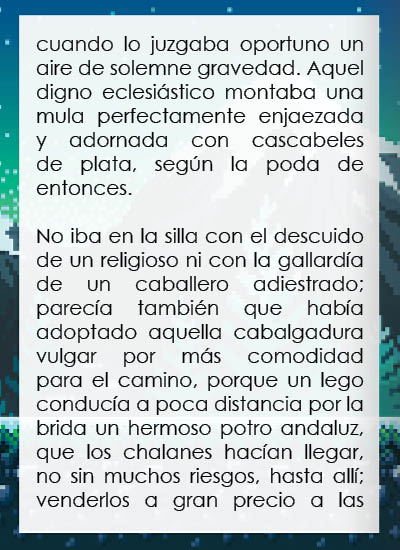 cuando lo juzgaba oportuno un
aire de solemne gravedad. Aquel
digno eclesiástico montaba una
mula perfectamente enjaezada
y adornada con cascabeles
de plata, según la poda de
entonces.
No iba en la silla con el descuido
de un religioso ni con la gallardía
de un caballero adiestrado;
parecía también que había
adoptado aquella cabalgadura
vulgar por más comodidad
para el camino, porque un lego
conducía a poca distancia por la
brida un hermoso potro andaluz,
que los chalanes hacían llegar,
no sin muchos riesgos, hasta allí;
venderlos a gran precio a las